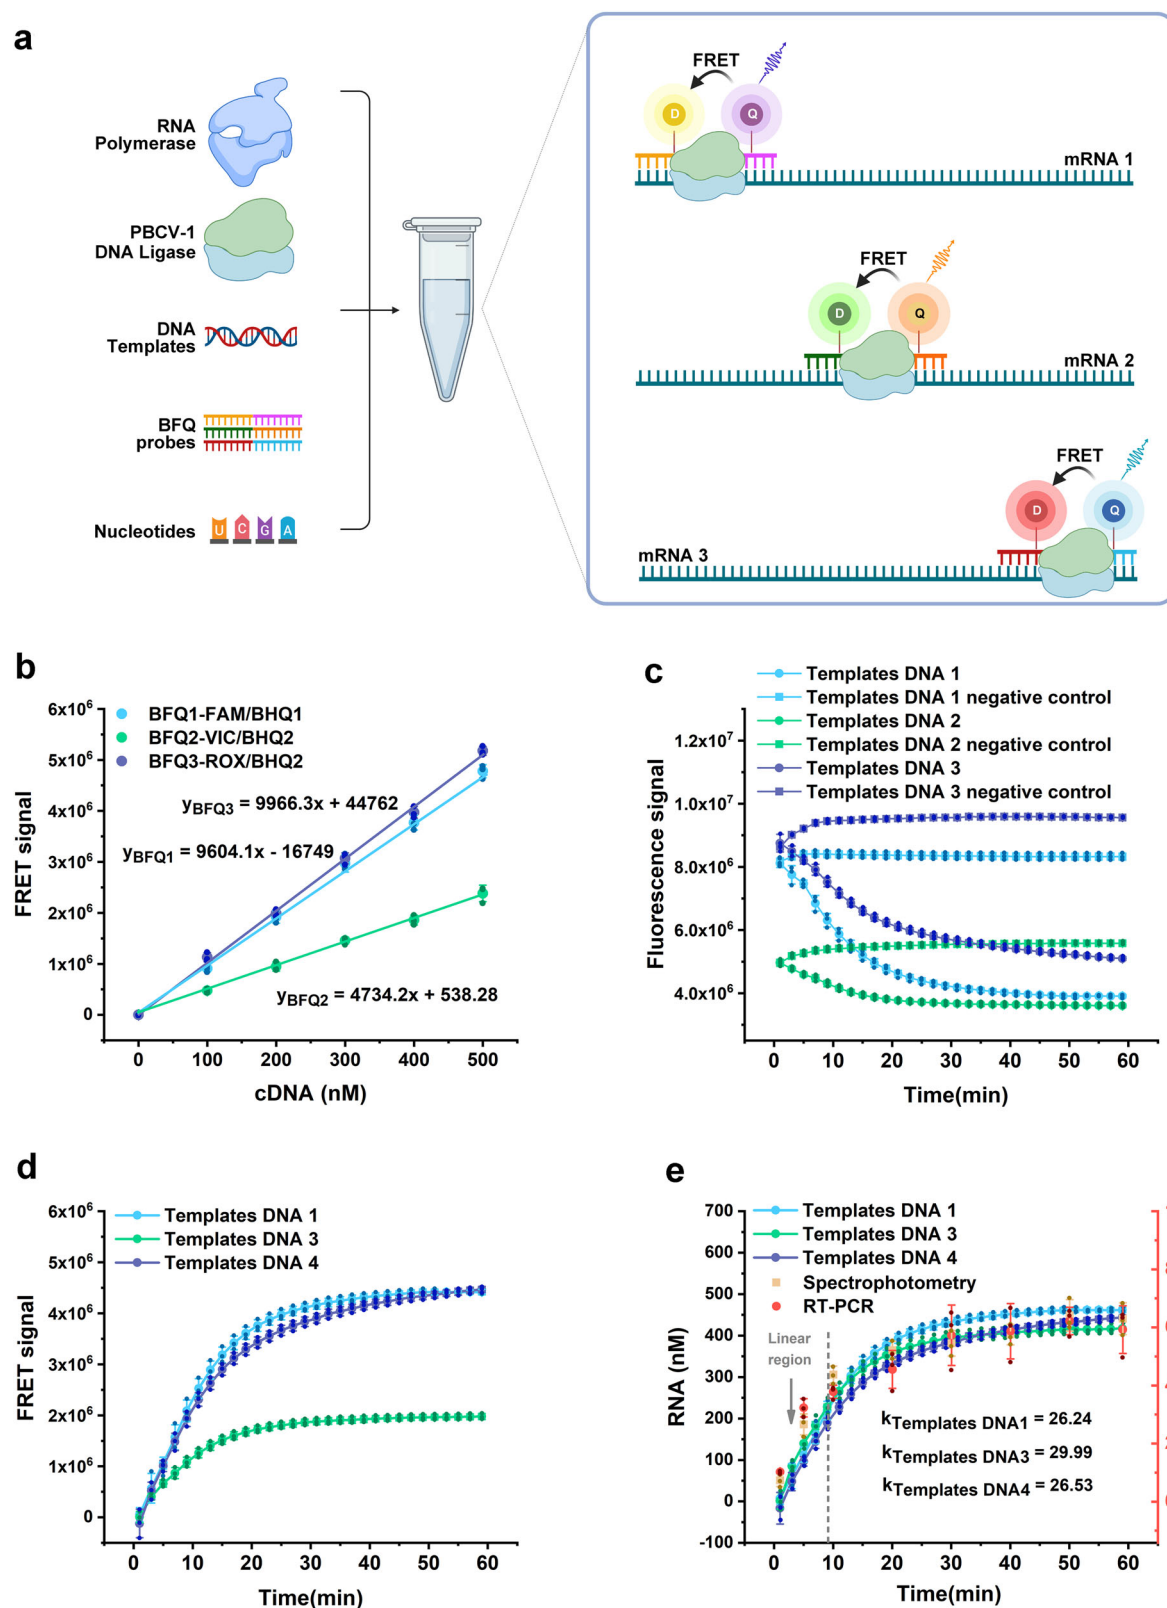 a
RNA
Polymerase
PBCV-1
DNA Ligase
DNA
Templates
BFQ
probes
Nucleotides
U C G A
FRET
D Q
mRNA 1
FRET
D Q
mRNA 2
FRET
D Q
mRNA 3
b
BFQ1-FAM/BHQ1
BFQ2-VIC/BHQ2
BFQ3-ROX/BHQ2
yBFQ3 = 9966.3x + 44762
yBFQ1 = 9604.1x - 16749
yBFQ2 = 4734.2x + 538.28
FRET signal
6x10⁶
5x10⁶
4x10⁶
3x10⁶
2x10⁶
1x10⁶
0
0 100 200 300 400 500
cDNA (nM)
c
Templates DNA 1
Templates DNA 1 negative control
Templates DNA 2
Templates DNA 2 negative control
Templates DNA 3
Templates DNA 3 negative control
Fluorescence signal
1.2x10⁷
1.0x10⁷
8.0x10⁶
6.0x10⁶
4.0x10⁶
0 10 20 30 40 50 60
Time(min)
d
Templates DNA 1
Templates DNA 3
Templates DNA 4
FRET signal
6x10⁶
5x10⁶
4x10⁶
3x10⁶
2x10⁶
1x10⁶
0
0 10 20 30 40 50 60
Time(min)
e
Templates DNA 1
Templates DNA 3
Templates DNA 4
Spectrophotometry
RT-PCR
Linear
region
kTemplates DNA1 = 26.24
kTemplates DNA3 = 29.99
kTemplates DNA4 = 26.53
RNA (nM)
700
600
500
400
300
200
100
0
-100
0 10 20 30 40 50 60
Time(min)